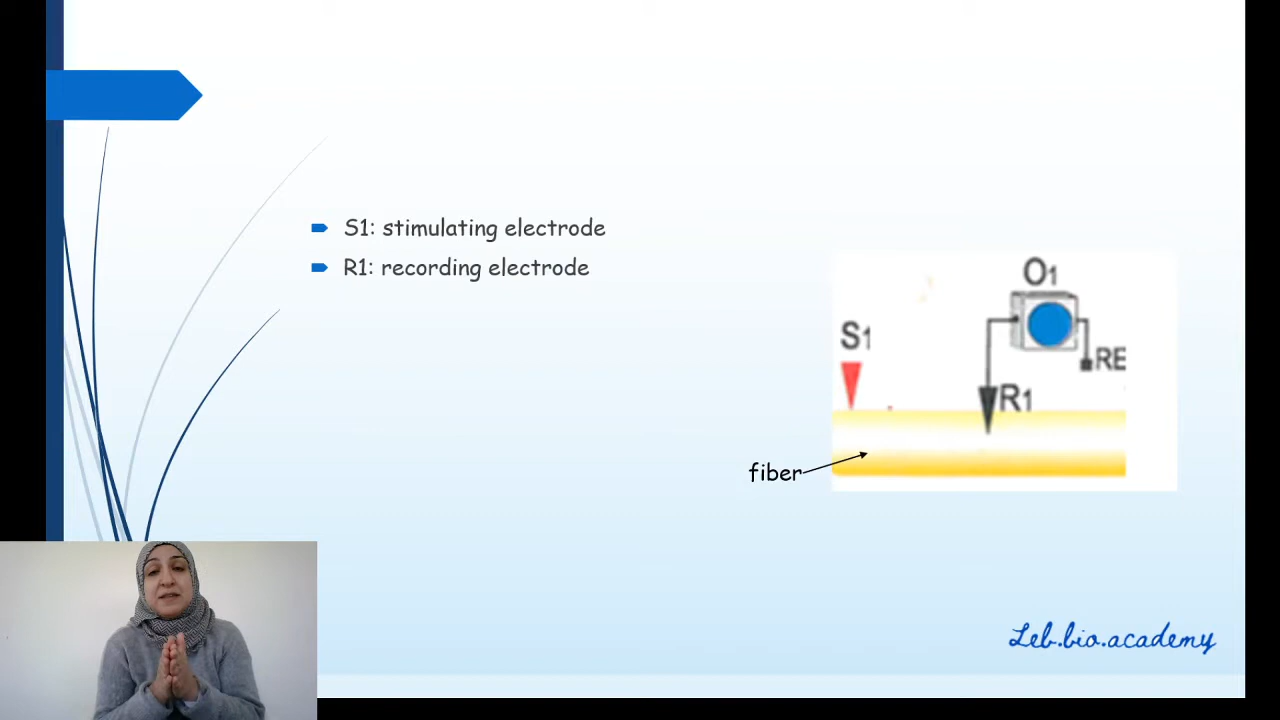 S1: stimulating electrode
R1: recording electrode
O1
S1
RE
R1
fiber
Leb.bio.academy